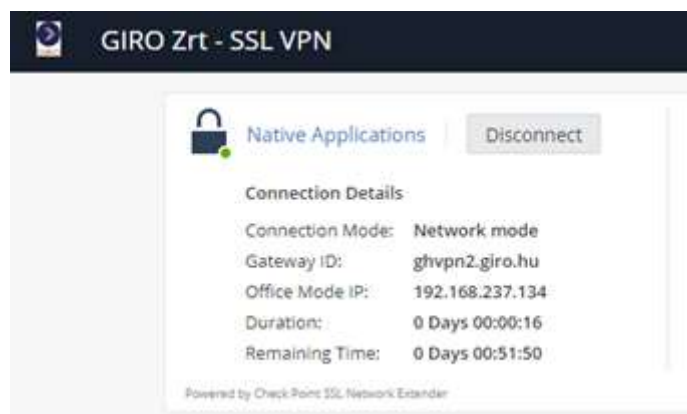 GIRO Zrt - SSL VPN
Native Applications
Disconnect
Connection Details
Connection Mode: Network mode
Gateway ID: ghvpn2.giro.hu
Office Mode IP: 192.168.237.134
Duration: 0 Days 00:00:16
Remaining Time: 0 Days 00:51:50
Powered by Check Point SSL Network Extender